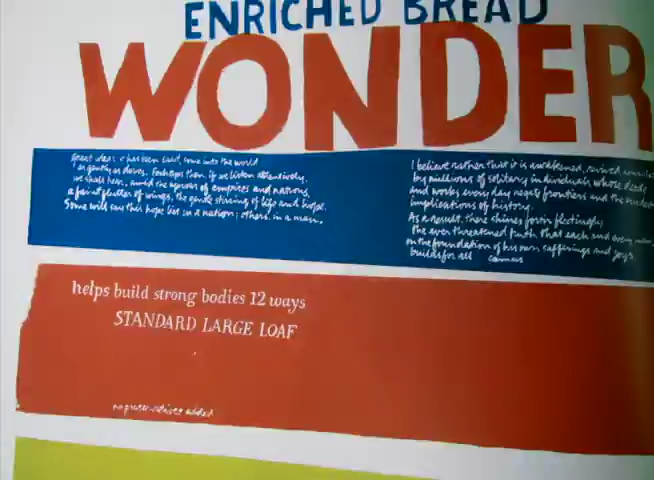 ENRICHED BREAD
WONDER
Great ideas it has been said, come into the world
as gently as doves. Perhaps then, if we listen attentively,
we shall hear, amid the uproar of empires and nations,
a faint flutter of wings, the gentle stirring of life and hope.
Some will say this hope lies in a nation; others, in a man.
I believe rather that it is awakened, revived
by millions of solitary individuals whose deeds
and works every day negate frontiers and the
implications of history.
As a result, there shines forth fleetingly
the ever threatened truth that each and every
on the foundation of his own sufferings and joys
builds for all Camus
helps build strong bodies 12 ways
STANDARD LARGE LOAF
no preservatives added